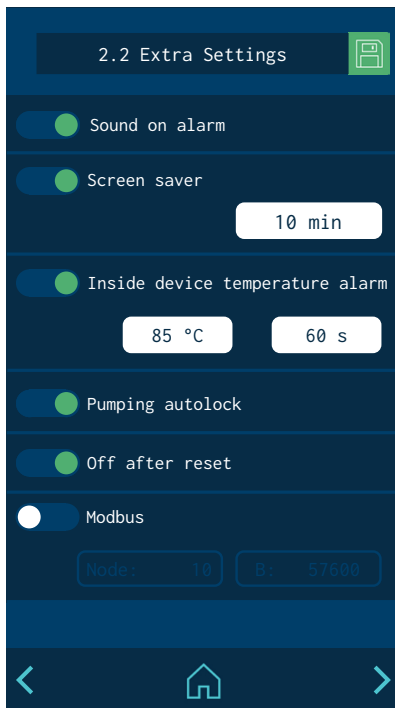 2.2 Extra Settings
Sound on alarm
Screen saver
10 min
Inside device temperature alarm
85 °C 60 s
Pumping autolock
Off after reset
Modbus
Node: 10 B: 57600